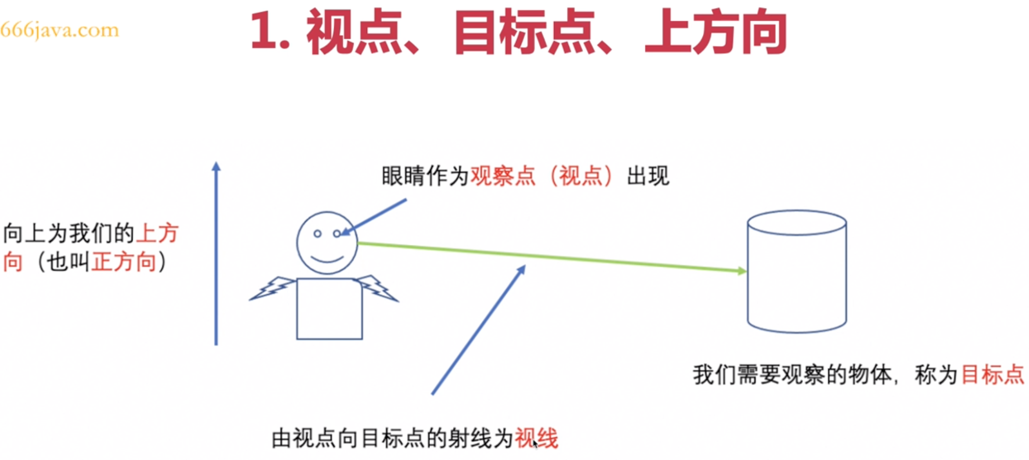 666java.com
1. 视点、目标点、上方向
眼睛作为观察点（视点）出现
向上为我们的上方
向（也叫正方向）
我们需要观察的物体，称为目标点
由视点向目标点的射线为视线